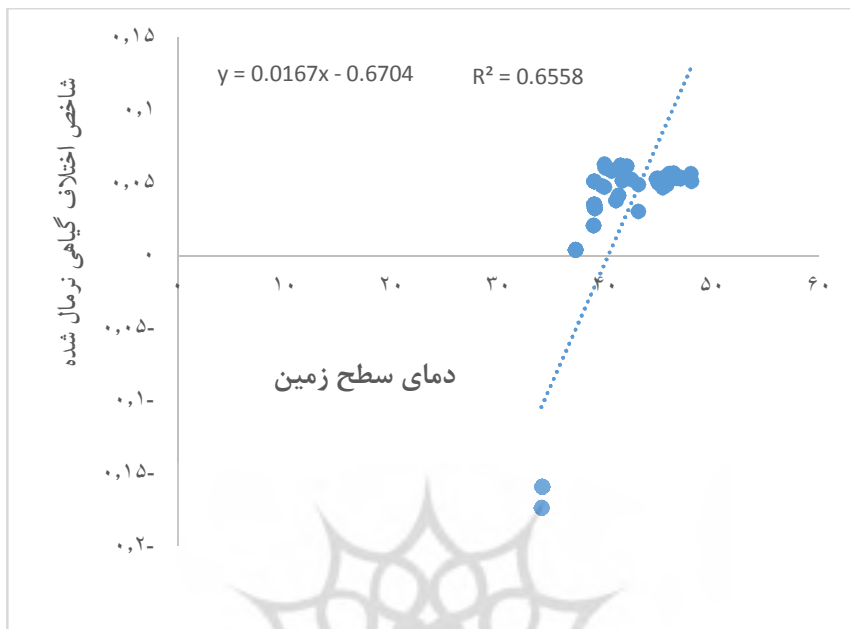 ۰,۱۵
y = 0.0167x - 0.6704 R² = 0.6558
۰,۱
۰,۰۵
۰
۰ ۱۰ ۲۰ ۳۰ ۴۰ ۵۰ ۶۰
۰,۰۵-
۰,۱-
۰,۱۵-
۰,۲-
شاخص اختلاف گیاهی نرمال شده
دمای سطح زمین